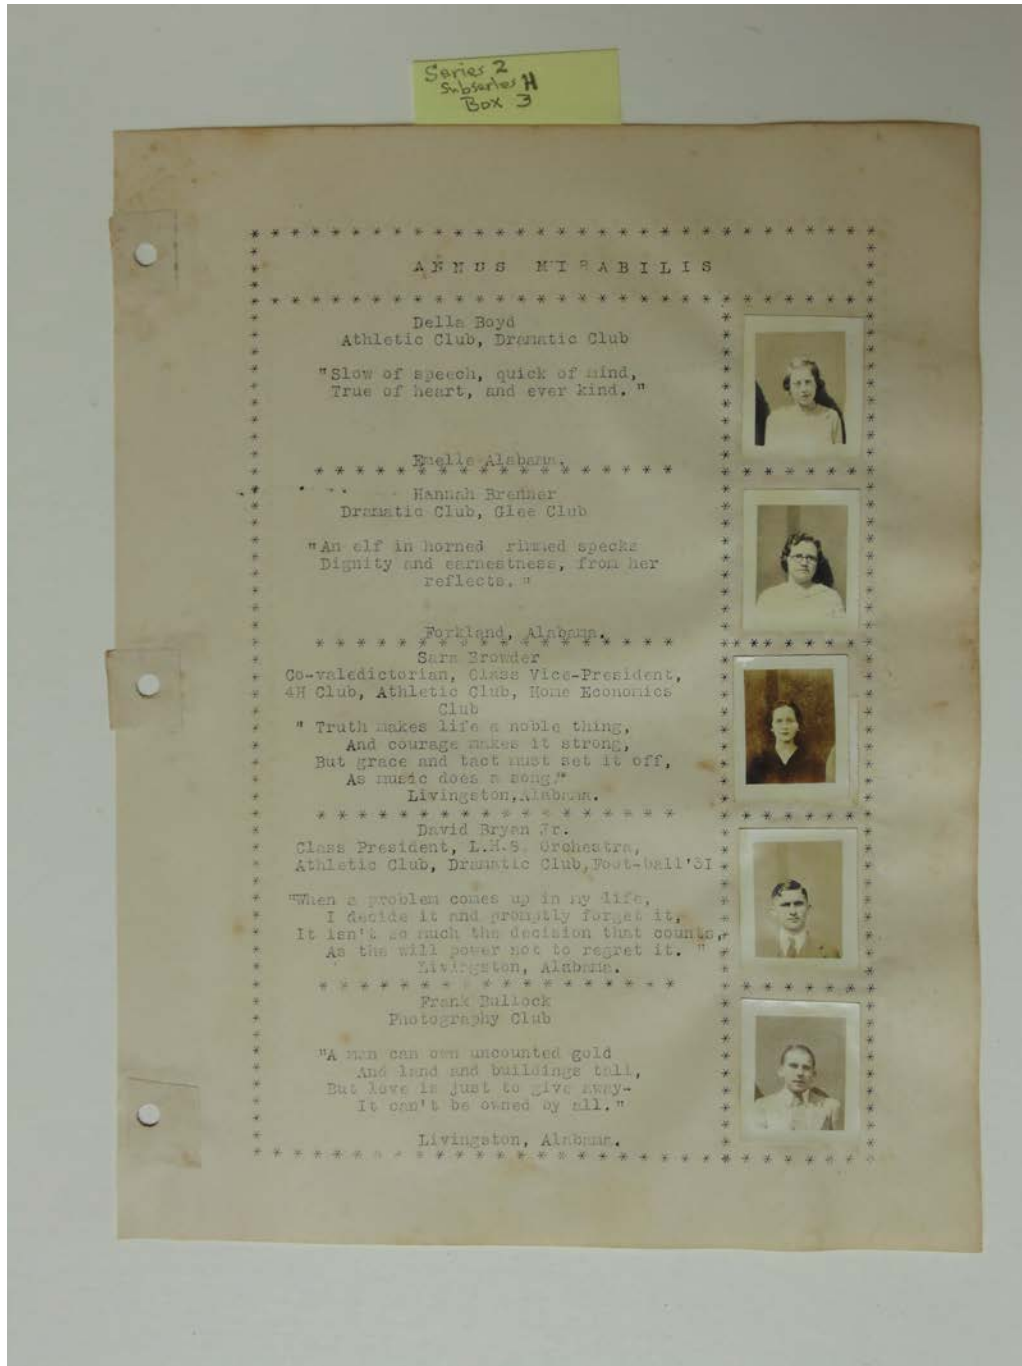 Series 2
Subseries H
Box 3
ANNUS MIRABILIS
Della Boyd
Athletic Club, Dramatic Club
"Slow of speech, quick of mind,
True of heart, and ever kind. "
Emelle Alabama.
Hannah Brenner
Dramatic Club, Glee Club
"An elf in horned rimmed specks
Dignity and earnestness, from her
reflects. "
Forkland, Alabama.
Sara Browder
Co-valedictorian, Class Vice-President,
4H Club, Athletic Club, Home Economics
Club
" Truth makes life a noble thing,
And courage makes it strong,
But grace and tact must set it off,
As music does a song."
Livingston,Alabama.
David Bryan Jr.
Class President, L.H.S. Orchestra,
Athletic Club, Dramatic Club,Foot-ball'31
"When a problem comes up in my life,
I decide it and promptly forget it,
It isn't so much the decision that counts,
As the will power not to regret it. "
Livingston, Alabama.
Frank Bullock
Photography Club
"A man can own uncounted gold
And land and buildings tall,
But love is just to give away-
It can't be owned by all."
Livingston, Alabama.